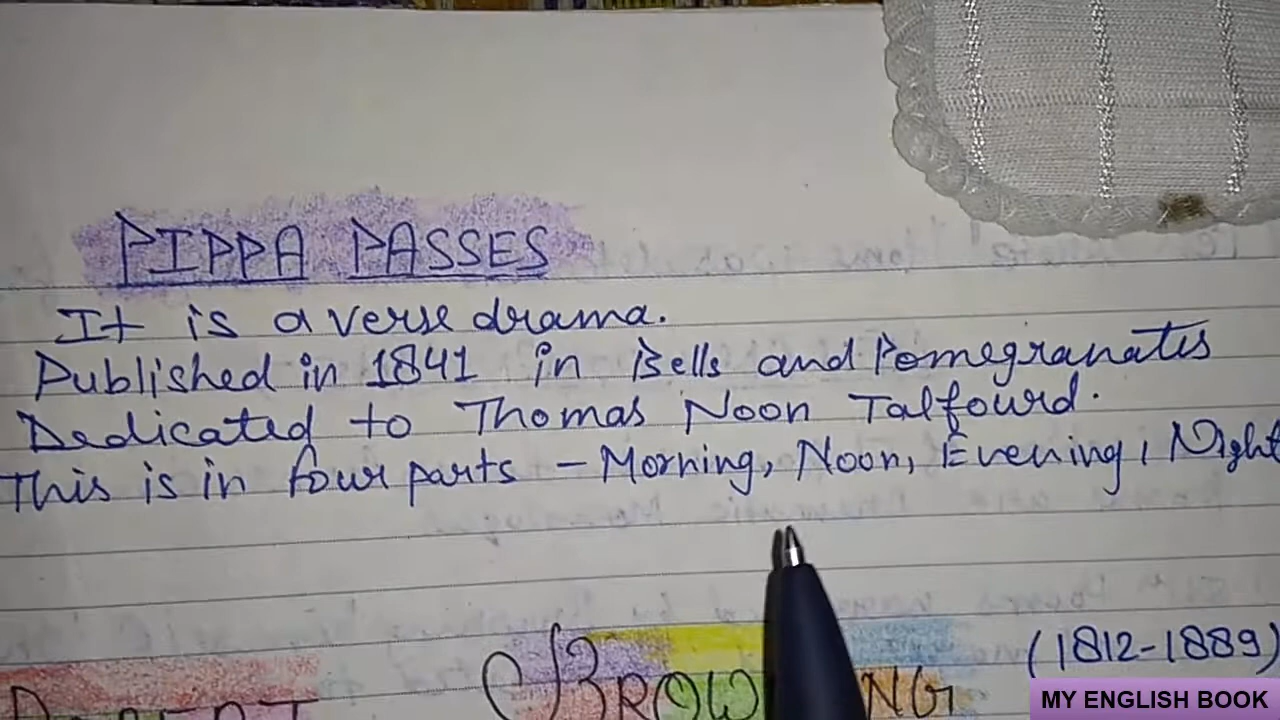 PIPPA PASSES
It is a verse drama.
Published in 1841 in Bells and Pomegranates
Dedicated to Thomas Noon Talfourd.
This is in four parts - Morning, Noon, Evening, Night
(1812-1889)
MY ENGLISH BOOK